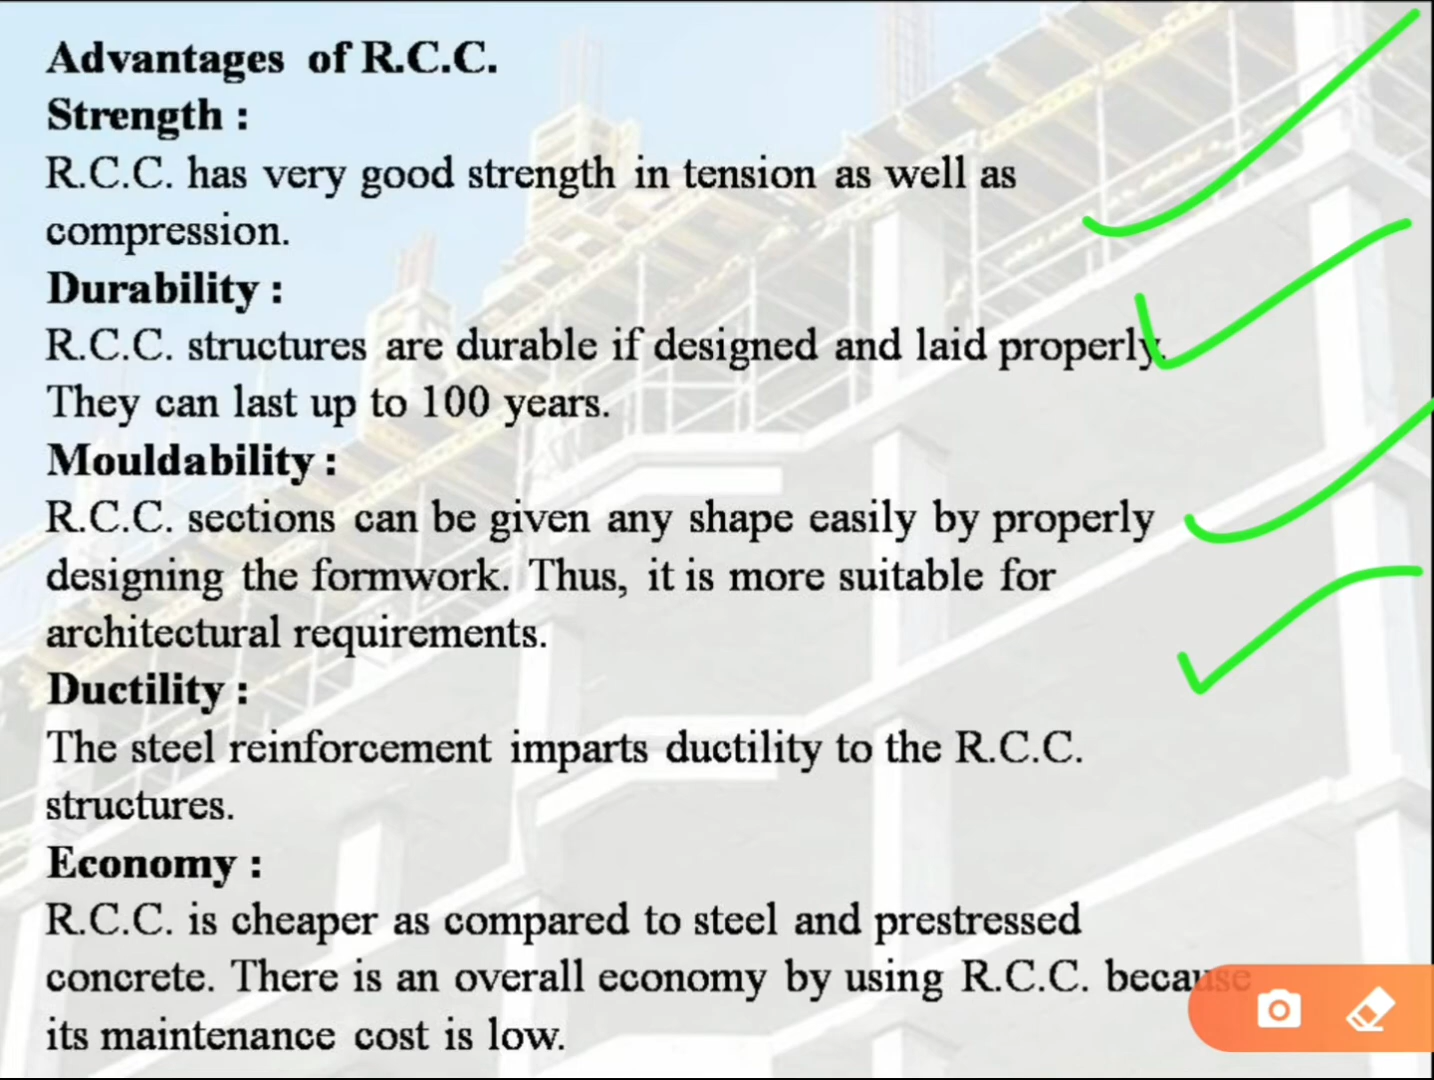 Advantages of R.C.C.
Strength :
R.C.C. has very good strength in tension as well as
compression.
Durability :
R.C.C. structures are durable if designed and laid properly.
They can last up to 100 years.
Mouldability :
R.C.C. sections can be given any shape easily by properly
designing the formwork. Thus, it is more suitable for
architectural requirements.
Ductility :
The steel reinforcement imparts ductility to the R.C.C.
structures.
Economy :
R.C.C. is cheaper as compared to steel and prestressed
concrete. There is an overall economy by using R.C.C. because
its maintenance cost is low.